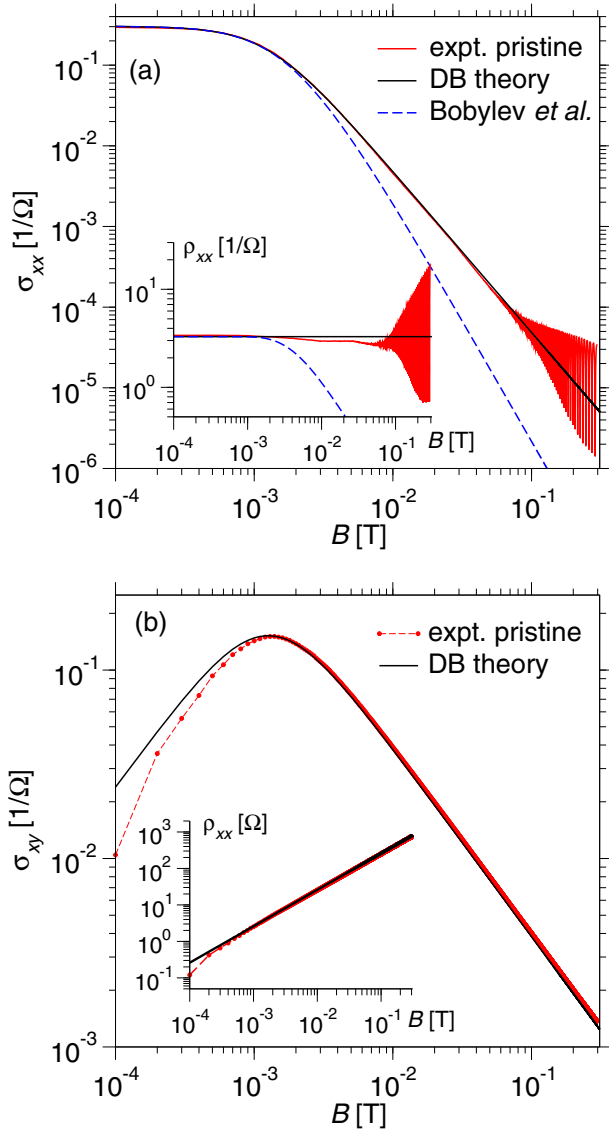 (a)
expt. pristine
DB theory
Bobylev et al.
σxx [1/Ω]
10⁻¹
10⁻²
10⁻³
10⁻⁴
10⁻⁵
10⁻⁶
ρxx [1/Ω]
10¹
10⁰
10⁻⁴ 10⁻³ 10⁻² 10⁻¹ B [T]
10⁻⁴ 10⁻³ 10⁻² 10⁻¹
B [T]
(b)
expt. pristine
DB theory
σxy [1/Ω]
10⁻¹
10⁻²
10⁻³
ρxx [Ω]
10³
10²
10¹
10⁰
10⁻¹
10⁻⁴ 10⁻³ 10⁻² 10⁻¹ B [T]
10⁻⁴ 10⁻³ 10⁻² 10⁻¹
B [T]